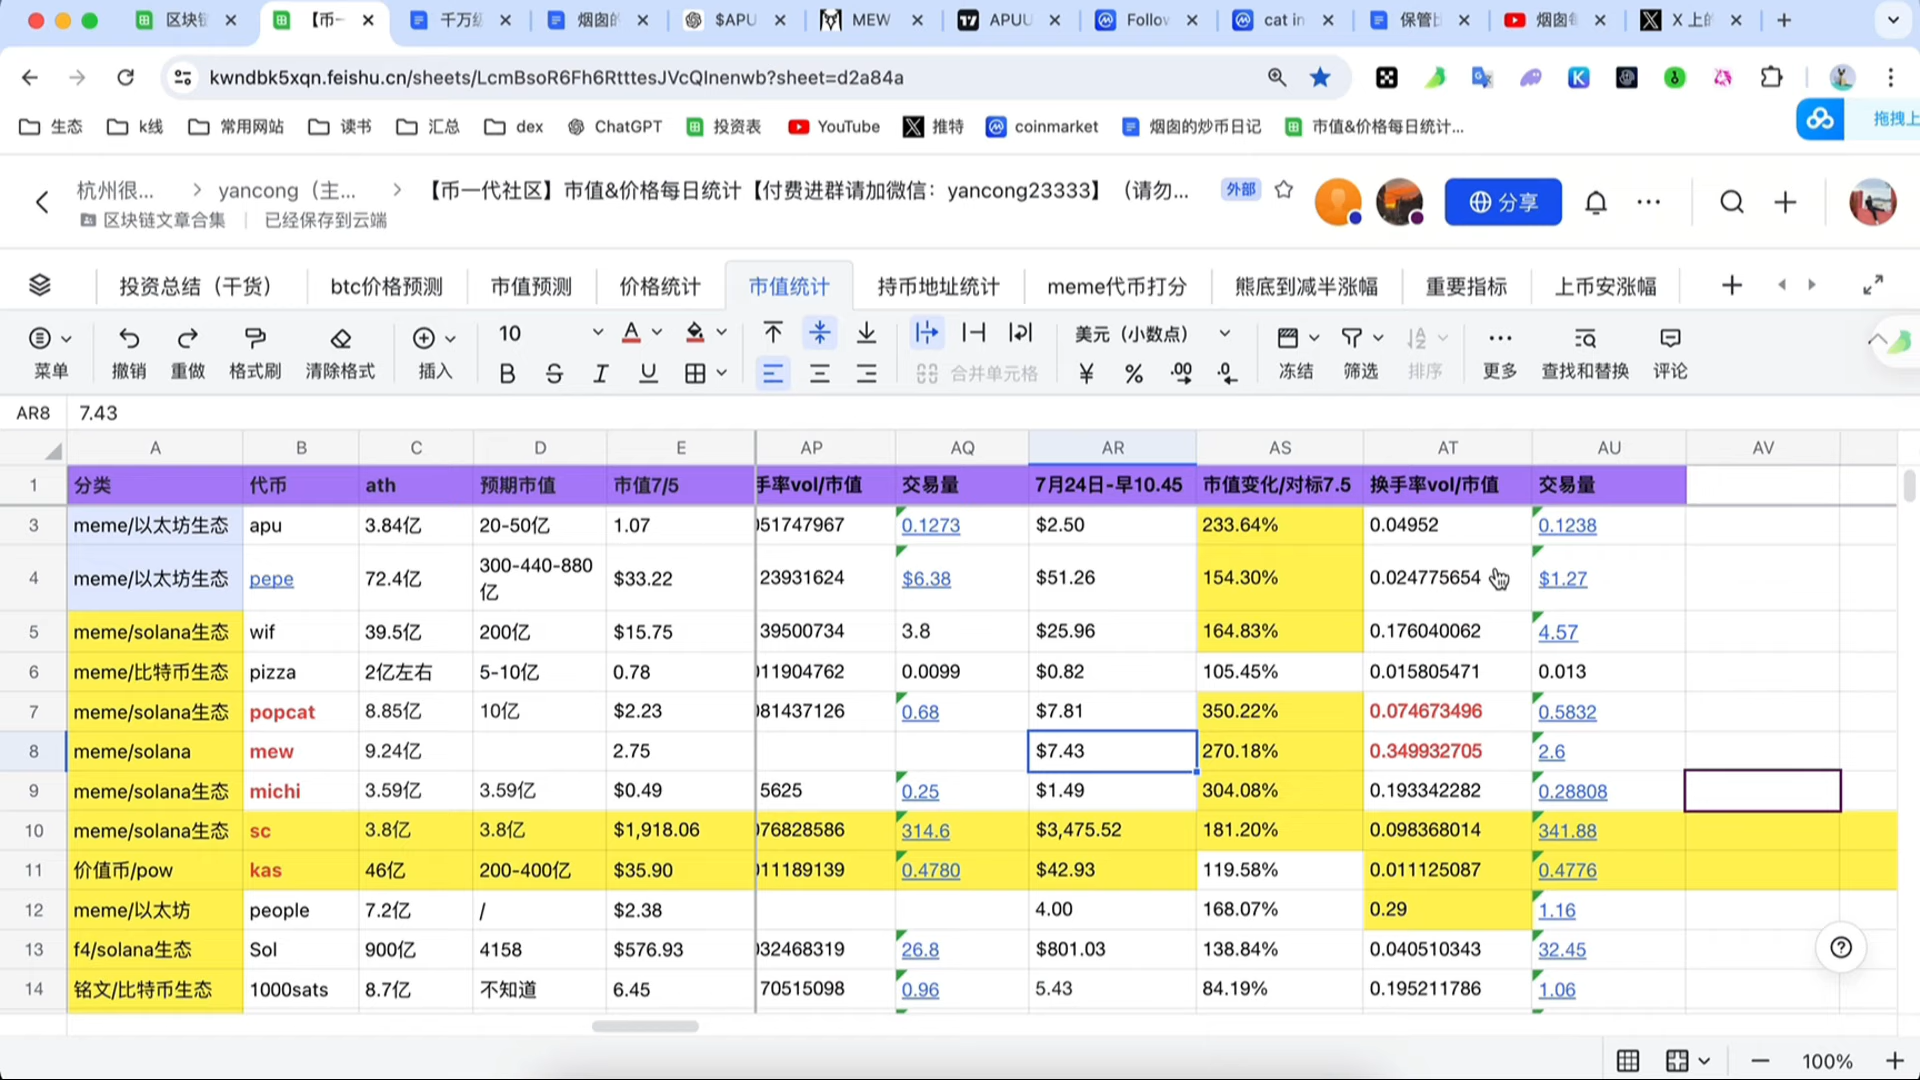 区块链
【币一
千万级
烟囱的
$APU
MEW
APUU
Follov
cat in
保管比
烟囱每
X 上的
kwndbk5xqn.feishu.cn/sheets/LcmBsoR6Fh6RtttesJVcQlnenwb?sheet=d2a84a
生态
k线
常用网站
读书
汇总
dex
ChatGPT
投资表
YouTube
推特
coinmarket
烟囱的炒币日记
市值&价格每日统计...
拖拽上
杭州很... > yancong（主... > 【币一代社区】市值&价格每日统计【付费进群请加微信：yancong23333】（请勿...
外部
分享
区块链文章合集 | 已经保存到云端
投资总结（干货）
btc价格预测
市值预测
价格统计
市值统计
持币地址统计
meme代币打分
熊底到减半涨幅
重要指标
上币安涨幅
10
美元（小数点）
菜单
撤销
重做
格式刷
清除格式
插入
合并单元格
冻结
筛选
排序
更多
查找和替换
评论
AR8 7.43
A B C D E AP AQ AR AS AT AU AV
1 分类 代币 ath 预期市值 市值7/5 手率vol/市值 交易量 7月24日-早10.45 市值变化/对标7.5 换手率vol/市值 交易量
3 meme/以太坊生态 apu 3.84亿 20-50亿 1.07 051747967 0.1273 $2.50 233.64% 0.04952 0.1238
4 meme/以太坊生态 pepe 72.4亿 300-440-880亿 $33.22 23931624 $6.38 $51.26 154.30% 0.024775654 $1.27
5 meme/solana生态 wif 39.5亿 200亿 $15.75 39500734 3.8 $25.96 164.83% 0.176040062 4.57
6 meme/比特币生态 pizza 2亿左右 5-10亿 0.78 011904762 0.0099 $0.82 105.45% 0.015805471 0.013
7 meme/solana生态 popcat 8.85亿 10亿 $2.23 081437126 0.68 $7.81 350.22% 0.074673496 0.5832
8 meme/solana mew 9.24亿 2.75 $7.43 270.18% 0.349932705 2.6
9 meme/solana生态 michi 3.59亿 3.59亿 $0.49 5625 0.25 $1.49 304.08% 0.193342282 0.28808
10 meme/solana生态 sc 3.8亿 3.8亿 $1,918.06 076828586 314.6 $3,475.52 181.20% 0.098368014 341.88
11 价值币/pow kas 46亿 200-400亿 $35.90 011189139 0.4780 $42.93 119.58% 0.011125087 0.4776
12 meme/以太坊 people 7.2亿 / $2.38 4.00 168.07% 0.29 1.16
13 f4/solana生态 Sol 900亿 4158 $576.93 032468319 26.8 $801.03 138.84% 0.040510343 32.45
14 铭文/比特币生态 1000sats 8.7亿 不知道 6.45 70515098 0.96 5.43 84.19% 0.195211786 1.06
100%